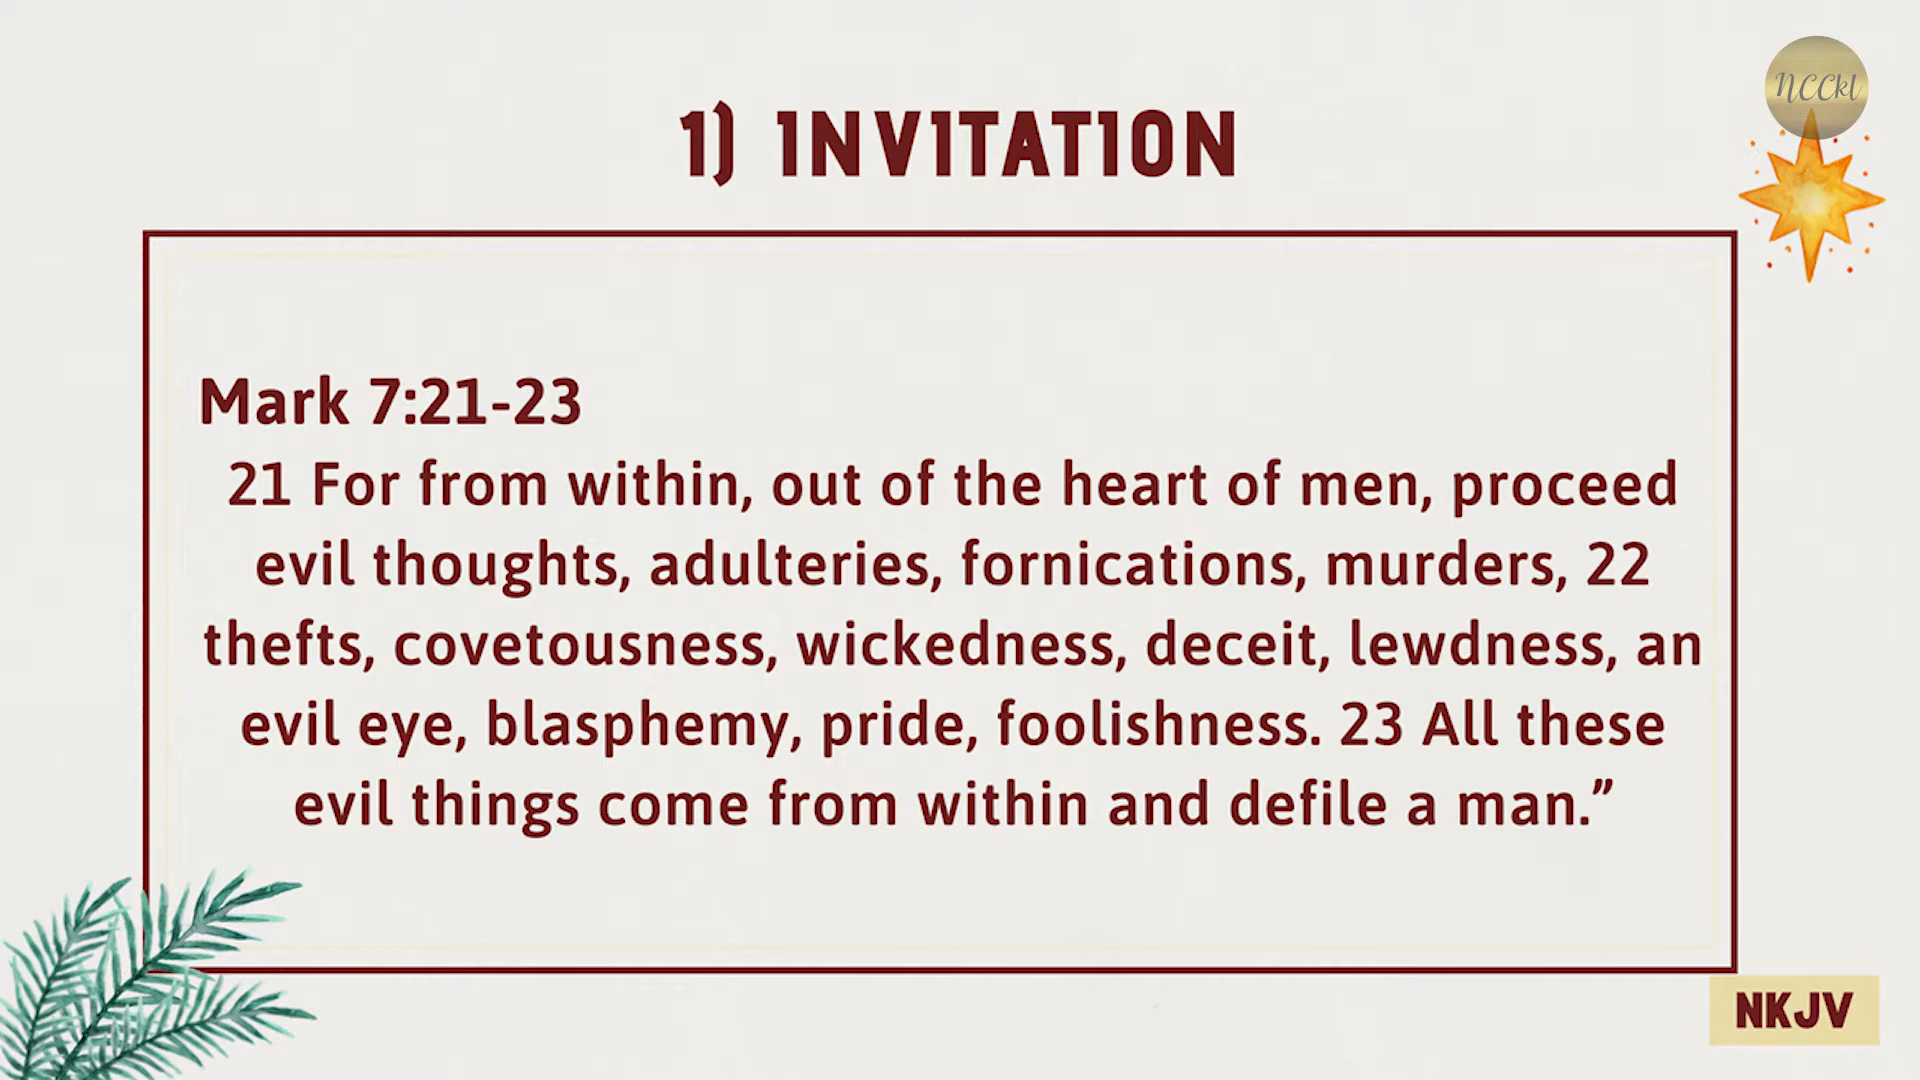 NCCkl
1) INVITATION
Mark 7:21-23
21 For from within, out of the heart of men, proceed
evil thoughts, adulteries, fornications, murders, 22
thefts, covetousness, wickedness, deceit, lewdness, an
evil eye, blasphemy, pride, foolishness. 23 All these
evil things come from within and defile a man.”
NKJV